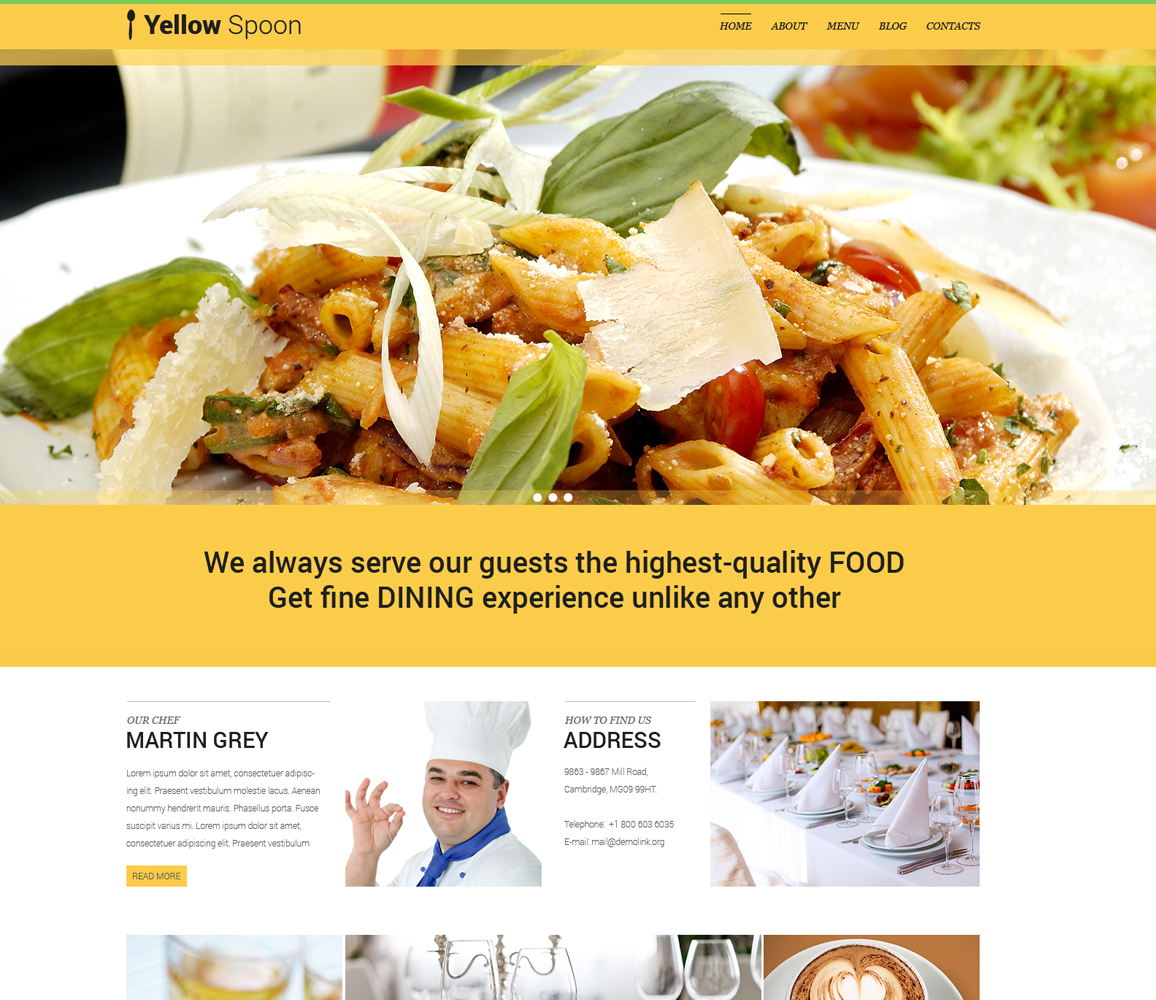 Yellow Spoon
HOME ABOUT MENU BLOG CONTACTS
We always serve our guests the highest-quality FOOD
Get fine DINING experience unlike any other
OUR CHEF
MARTIN GREY
Lorem ipsum dolor sit amet, consectetuer adipisc-
ing elit. Praesent vestibulum molestie lacus. Aenean
nonummy hendrerit mauris. Phasellus porta. Fusce
suscipit varius mi. Lorem ipsum dolor sit amet,
consectetuer adipiscing elit. Praesent vestibulum
READ MORE
HOW TO FIND US
ADDRESS
9863 - 9867 Mill Road,
Cambridge, MG09 99HT.
Telephone: +1 800 603 6035
E-mail: mail@demolink.org